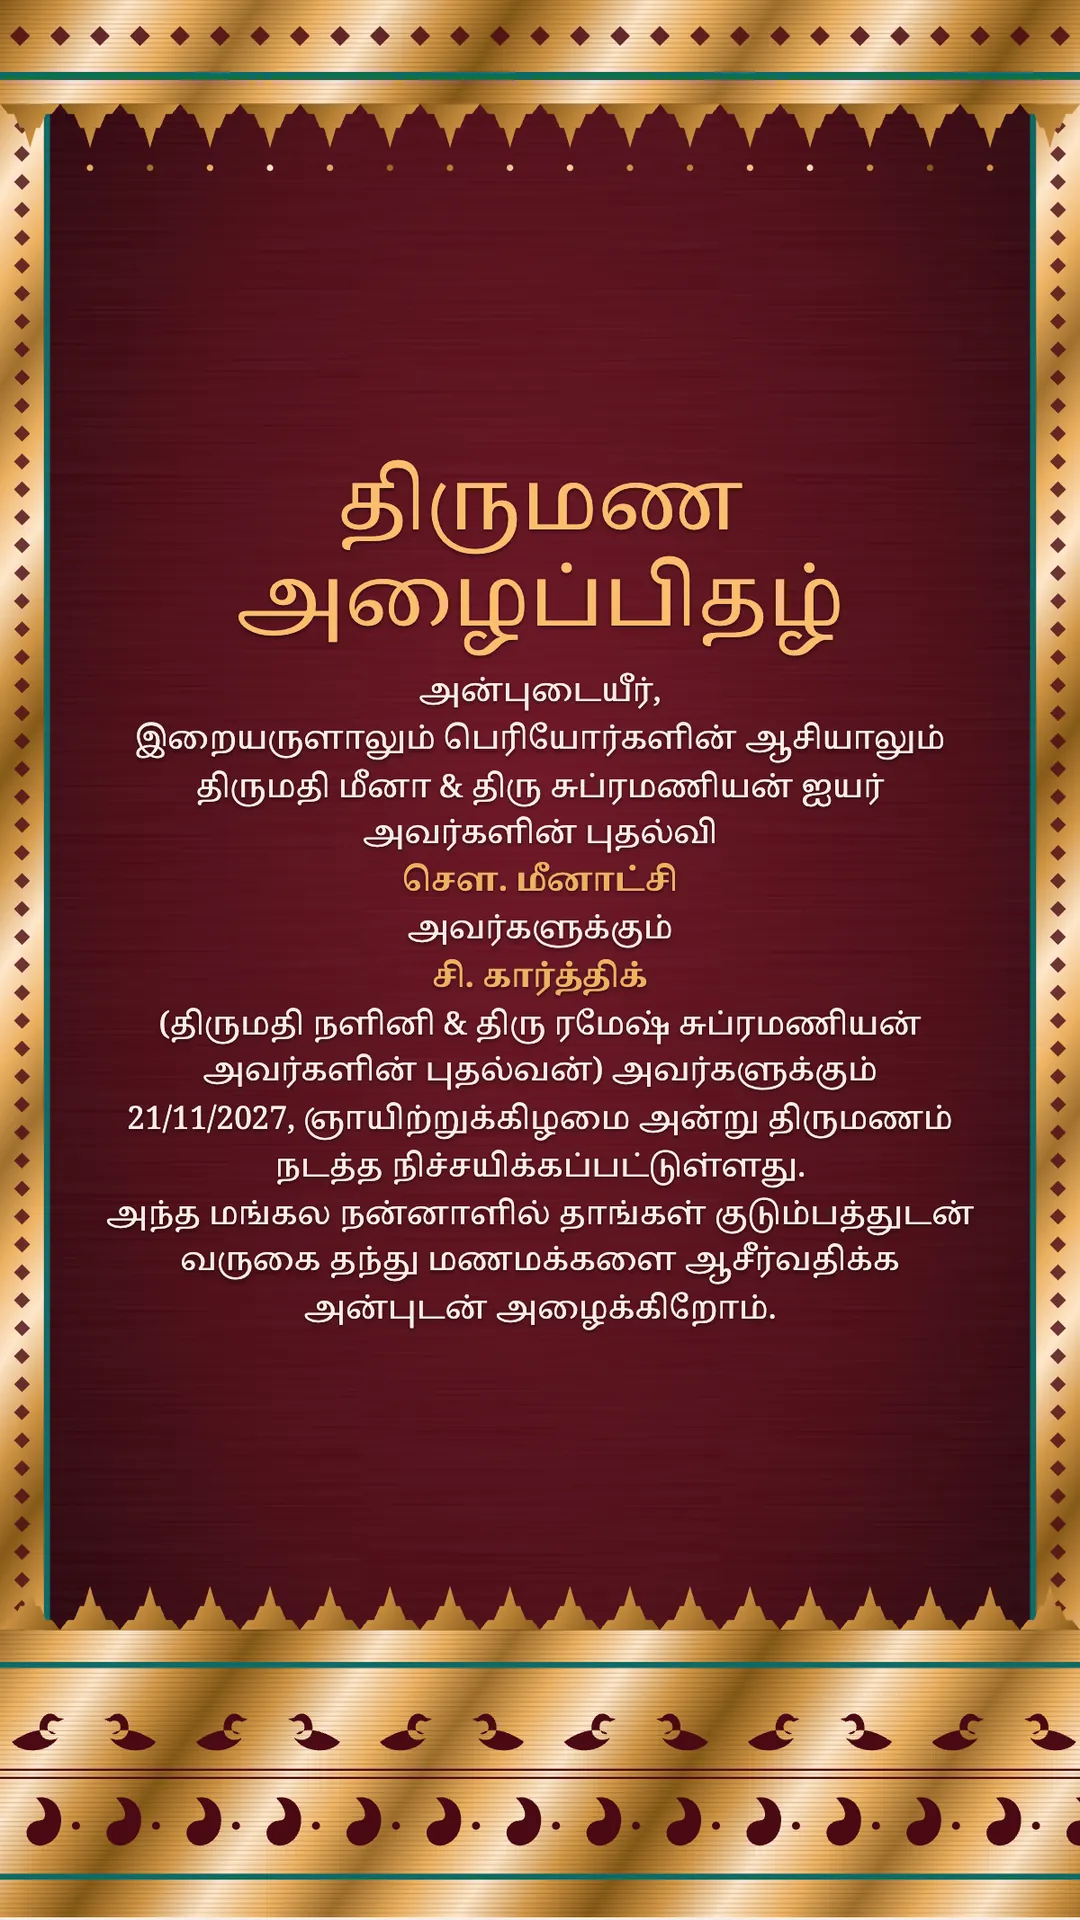 திருமண
அழைப்பிதழ்
அன்புடையீர்,
இறையருளாலும் பெரியோர்களின் ஆசியாலும்
திருமதி மீனா & திரு சுப்ரமணியன் ஐயர்
அவர்களின் புதல்வி
சௌ. மீனாட்சி
அவர்களுக்கும்
சி. கார்த்திக்
(திருமதி நளினி & திரு ரமேஷ் சுப்ரமணியன்
அவர்களின் புதல்வன்) அவர்களுக்கும்
21/11/2027, ஞாயிற்றுக்கிழமை அன்று திருமணம்
நடத்த நிச்சயிக்கப்பட்டுள்ளது.
அந்த மங்கல நன்னாளில் தாங்கள் குடும்பத்துடன்
வருகை தந்து மணமக்களை ஆசீர்வதிக்க
அன்புடன் அழைக்கிறோம்.